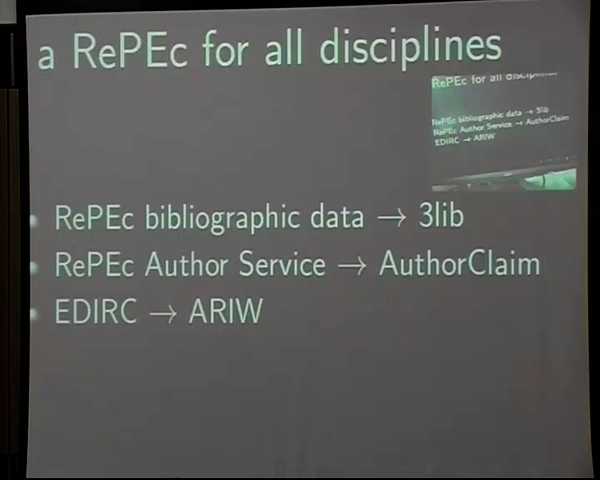 a RePEc for all disciplines
RePEc for all disciplines
RePEc bibliographic data → 3lib
RePEc Author Service → AuthorClaim
EDIRC → ARIW
• RePEc bibliographic data → 3lib
• RePEc Author Service → AuthorClaim
• EDIRC → ARIW